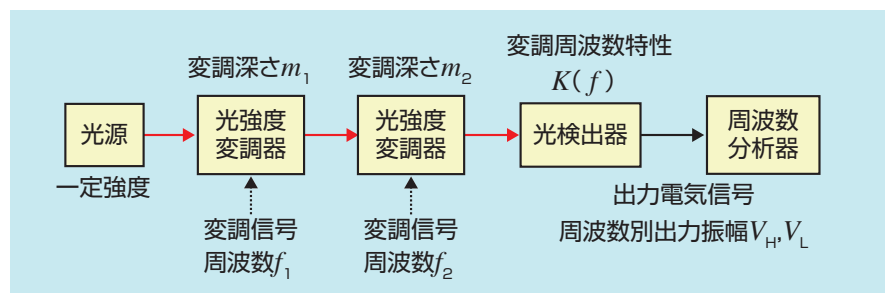 変調深さm1
変調深さm2
変調周波数特性
K(f)
光源
光強度
変調器
光強度
変調器
光検出器
周波数
分析器
一定強度
変調信号
周波数f1
変調信号
周波数f2
出力電気信号
周波数別出力振幅VH,VL